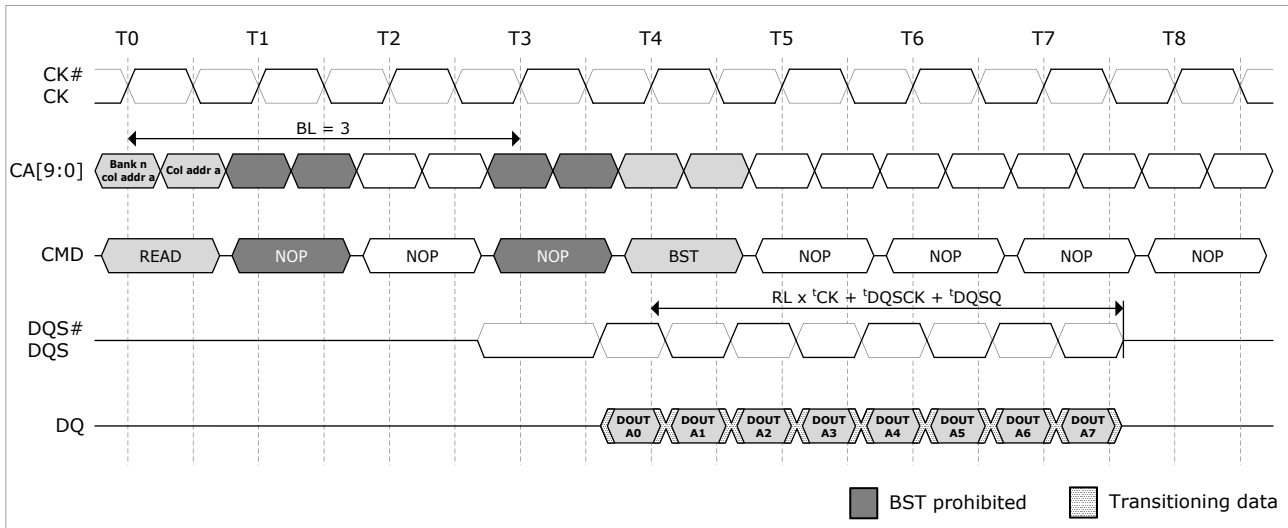 T0 T1 T2 T3 T4 T5 T6 T7 T8
CK#
CK
BL = 3
CA[9:0] Bank n col addr a Col addr a
CMD READ NOP NOP NOP BST NOP NOP NOP NOP
RL x tCK + tDQSCK + tDQSQ
DQS#
DQS
DQ DOUT A0 DOUT A1 DOUT A2 DOUT A3 DOUT A4 DOUT A5 DOUT A6 DOUT A7
BST prohibited Transitioning data